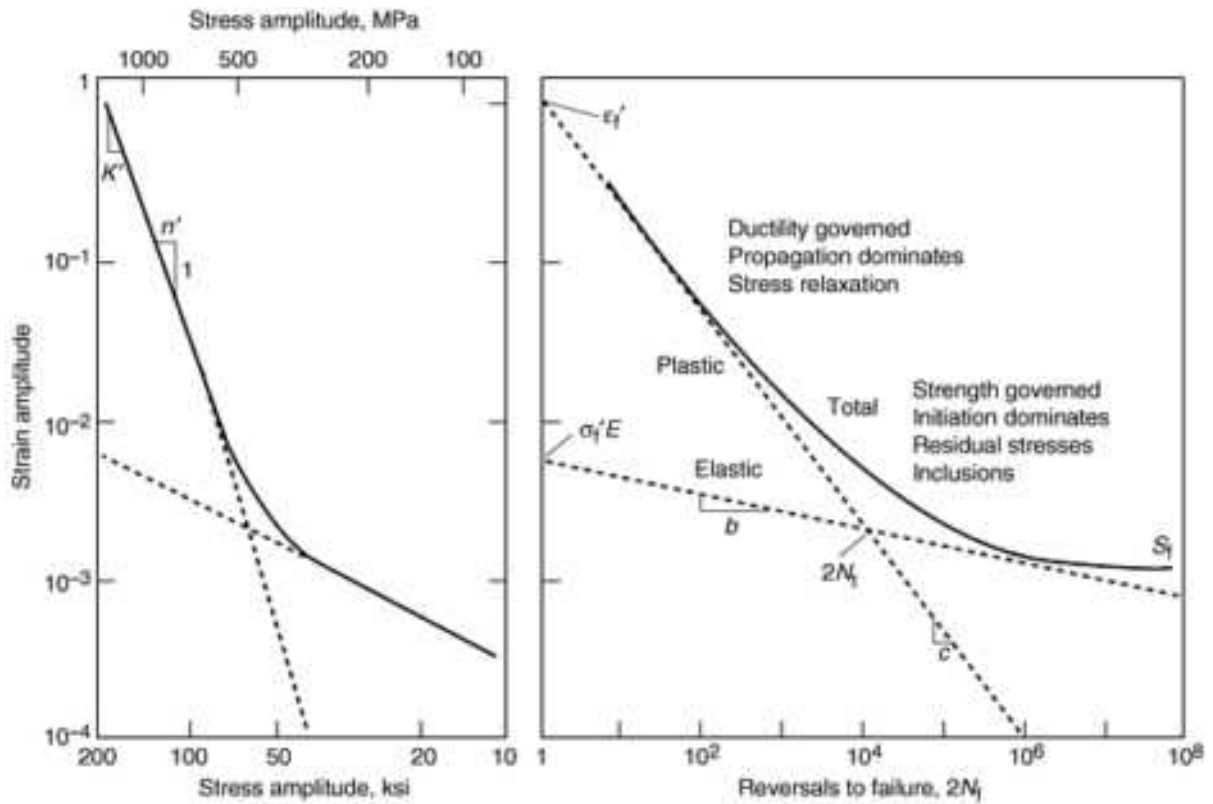 Stress amplitude, MPa
1000 500 200 100
1
10⁻¹
10⁻²
10⁻³
10⁻⁴
Strain amplitude
K'
n'
1
200 100 50 20 10
Stress amplitude, ksi
εf'
Ductility governed
Propagation dominates
Stress relaxation
Plastic
Total
Strength governed
Initiation dominates
Residual stresses
Inclusions
σf'E
Elastic
b
2Nt
Sf
c
1 10² 10⁴ 10⁶ 10⁸
Reversals to failure, 2Nf